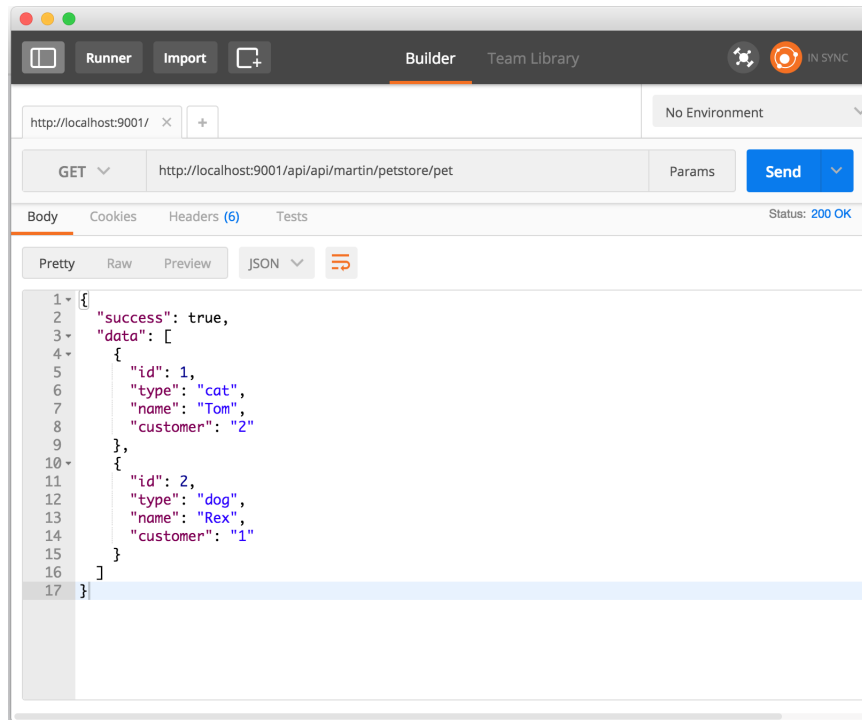 Runner Import Builder Team Library IN SYNC
No Environment
http://localhost:9001/
GET http://localhost:9001/api/api/martin/petstore/pet Params Send
Body Cookies Headers (6) Tests Status: 200 OK
Pretty Raw Preview JSON
1 {
2 "success": true,
3 "data": [
4 {
5 "id": 1,
6 "type": "cat",
7 "name": "Tom",
8 "customer": "2"
9 },
10 {
11 "id": 2,
12 "type": "dog",
13 "name": "Rex",
14 "customer": "1"
15 }
16 ]
17 }